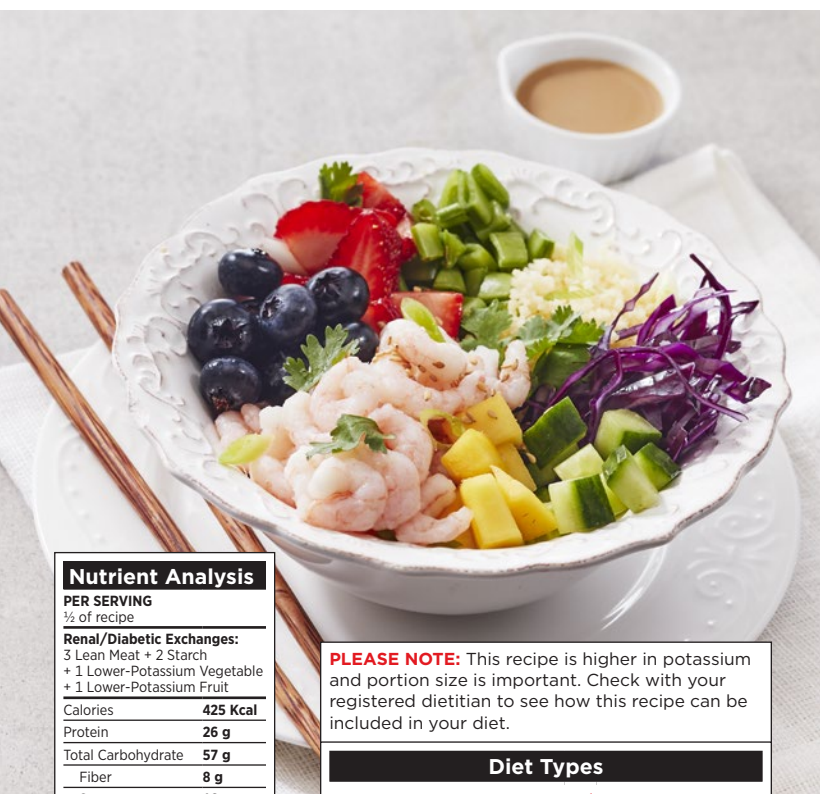 Nutrient Analysis
PER SERVING
½ of recipe
Renal/Diabetic Exchanges:
3 Lean Meat + 2 Starch
+ 1 Lower-Potassium Vegetable
+ 1 Lower-Potassium Fruit
Calories 425 Kcal
Protein 26 g
Total Carbohydrate 57 g
Fiber 8 g
PLEASE NOTE: This recipe is higher in potassium
and portion size is important. Check with your
registered dietitian to see how this recipe can be
included in your diet.
Diet Types